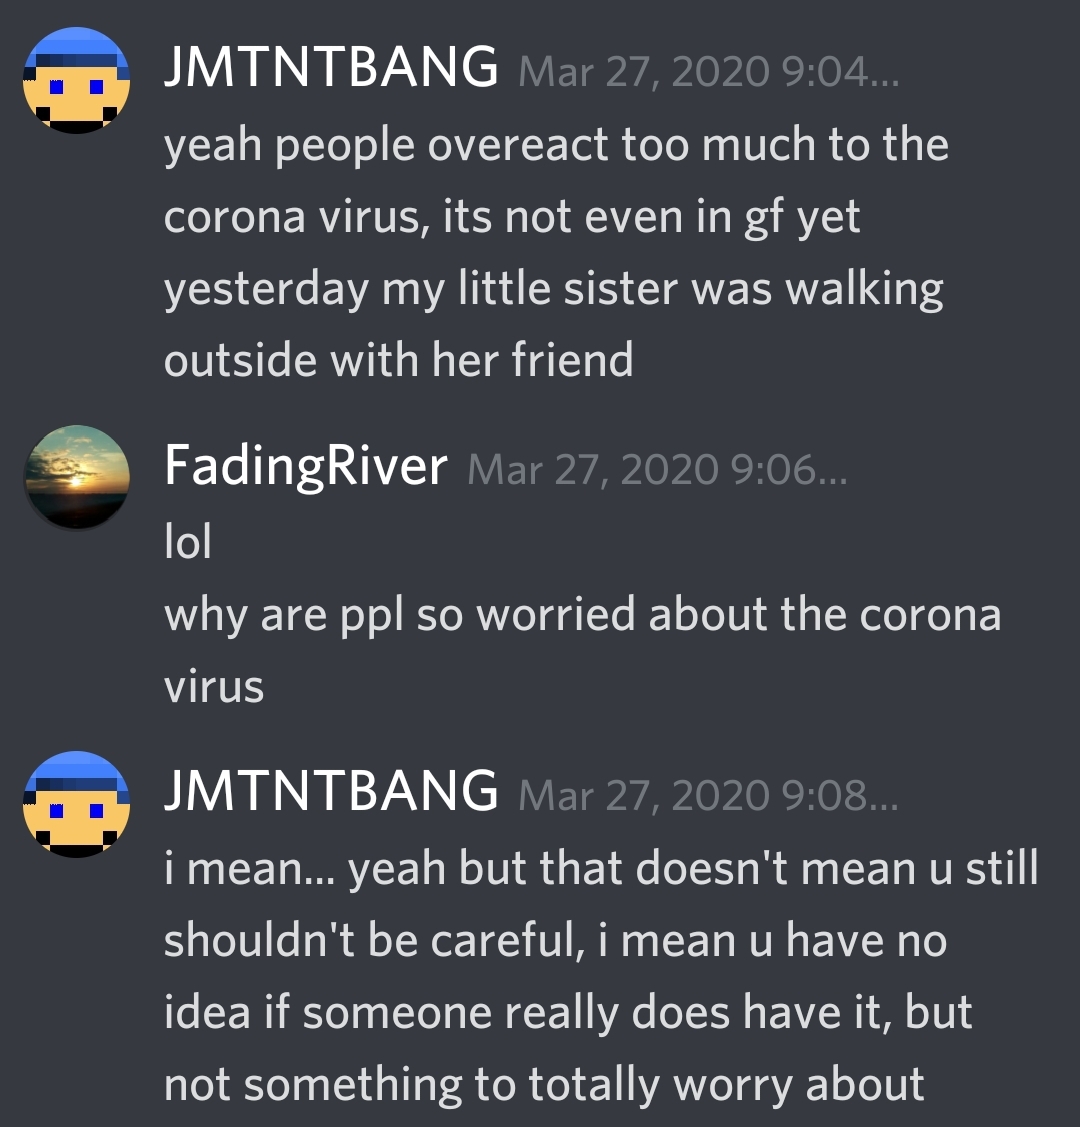 JMTNTBANG Mar 27, 2020 9:04...
yeah people overeact too much to the
corona virus, its not even in gf yet
yesterday my little sister was walking
outside with her friend
FadingRiver Mar 27, 2020 9:06...
lol
why are ppl so worried about the corona
virus
JMTNTBANG Mar 27, 2020 9:08...
i mean... yeah but that doesn't mean u still
shouldn't be careful, i mean u have no
idea if someone really does have it, but
not something to totally worry about